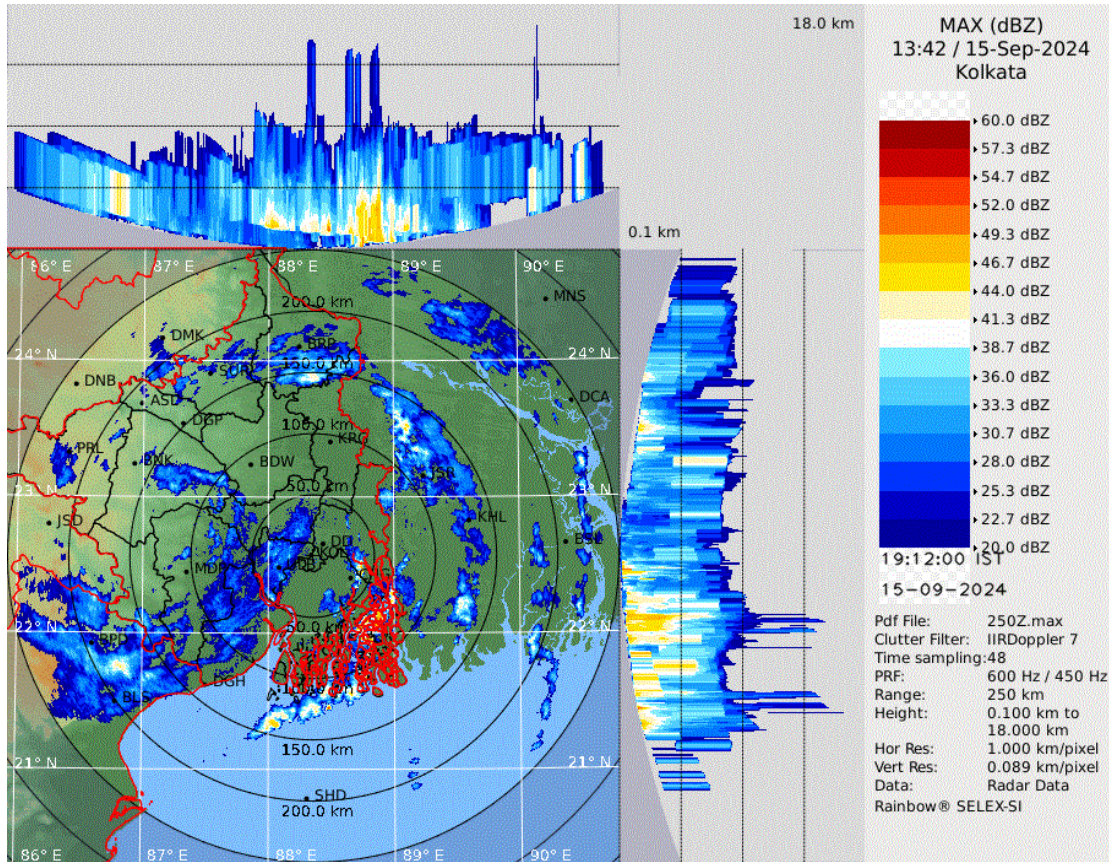 18.0 km
0.1 km
MAX (dBZ)
13:42 / 15-Sep-2024
Kolkata
60.0 dBZ
57.3 dBZ
54.7 dBZ
52.0 dBZ
49.3 dBZ
46.7 dBZ
44.0 dBZ
41.3 dBZ
38.7 dBZ
36.0 dBZ
33.3 dBZ
30.7 dBZ
28.0 dBZ
25.3 dBZ
22.7 dBZ
20.0 dBZ
19:12:00 IST
15-09-2024
Pdf File: 250Z.max
Clutter Filter: IIRDoppler 7
Time sampling:48
PRF: 600 Hz / 450 Hz
Range: 250 km
Height: 0.100 km to
18.000 km
Hor Res: 1.000 km/pixel
Vert Res: 0.089 km/pixel
Data: Radar Data
Rainbow® SELEX-SI
86° E 87° E 88° E 89° E 90° E
MNS
200.0 km
DMK
BRP
24° N 24° N
150.0 km
SURI
DNB
ASD
DCA
DGP
100.0 km
KRG
PRL
BNK
BDW
JSR
50.0 km
23° N 23° N
KHL
JSD
DD
BSL
KOL
MDP
22° N 50.0 km 22° N
BPD
DGH
BLS
100.0 km
150.0 km
21° N 21° N
SHD
200.0 km
86° E 87° E 88° E 89° E 90° E